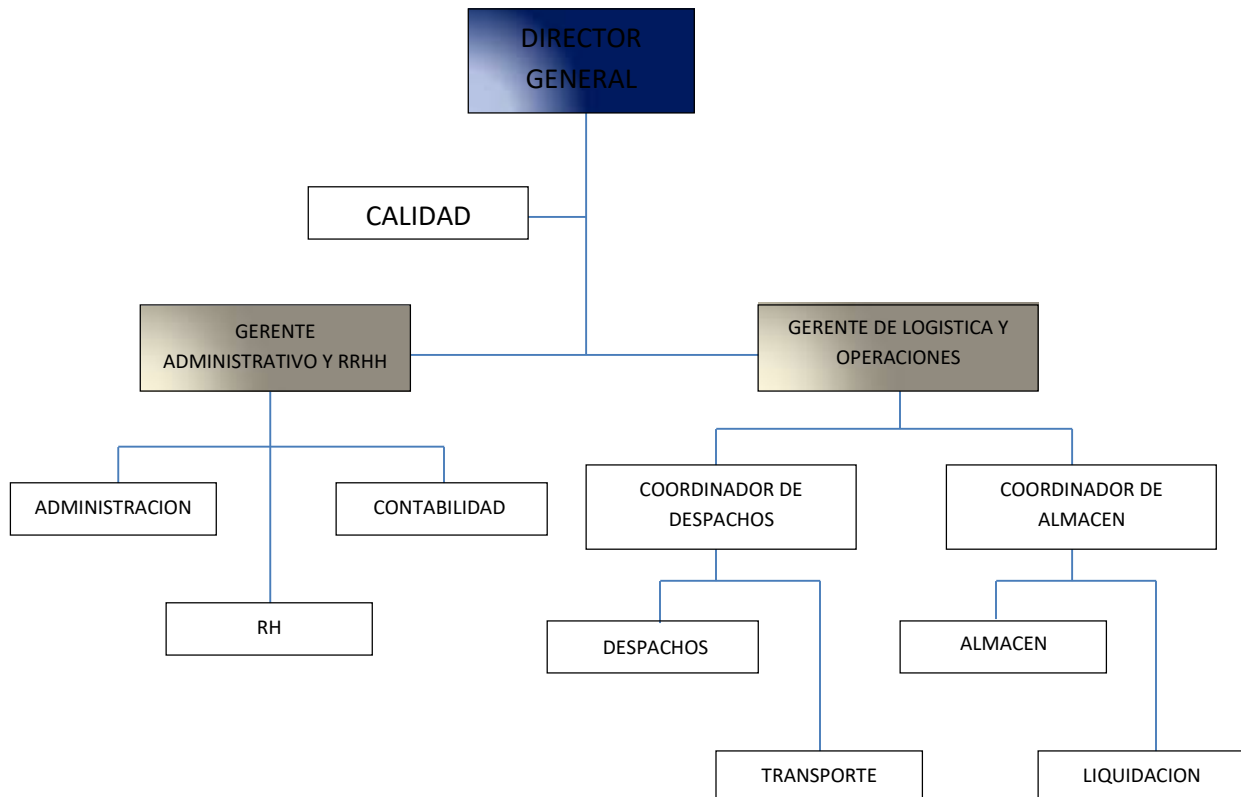 DIRECTOR
GENERAL
CALIDAD
GERENTE
ADMINISTRATIVO Y RRHH
GERENTE DE LOGISTICA Y
OPERACIONES
ADMINISTRACION
CONTABILIDAD
COORDINADOR DE
DESPACHOS
COORDINADOR DE
ALMACEN
RH
DESPACHOS
ALMACEN
TRANSPORTE
LIQUIDACION